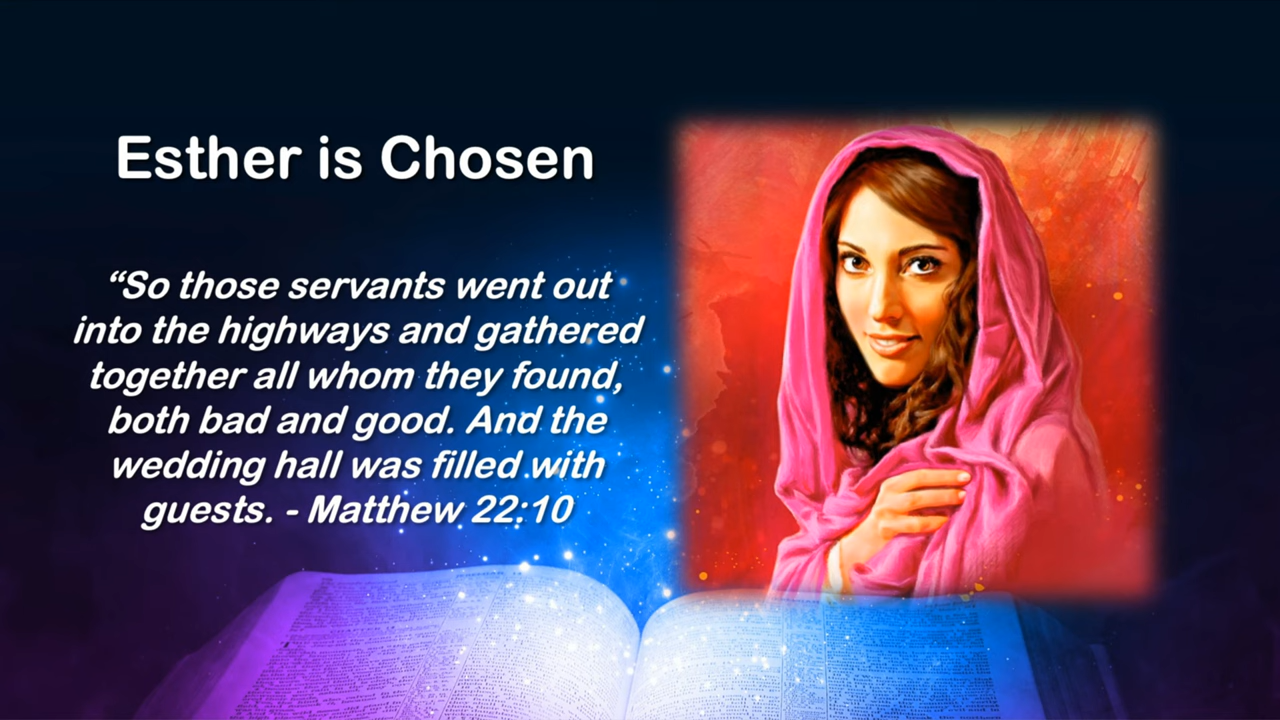 Esther is Chosen
“So those servants went out
into the highways and gathered
together all whom they found,
both bad and good. And the
wedding hall was filled with
guests. - Matthew 22:10